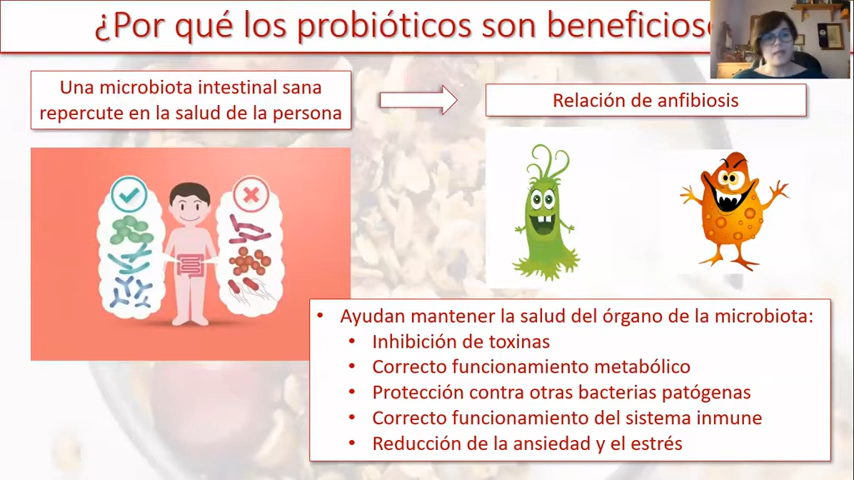 ¿Por qué los probióticos son beneficios
Una microbiota intestinal sana
repercute en la salud de la persona
Relación de anfibiosis
• Ayudan mantener la salud del órgano de la microbiota:
• Inhibición de toxinas
• Correcto funcionamiento metabólico
• Protección contra otras bacterias patógenas
• Correcto funcionamiento del sistema inmune
• Reducción de la ansiedad y el estrés